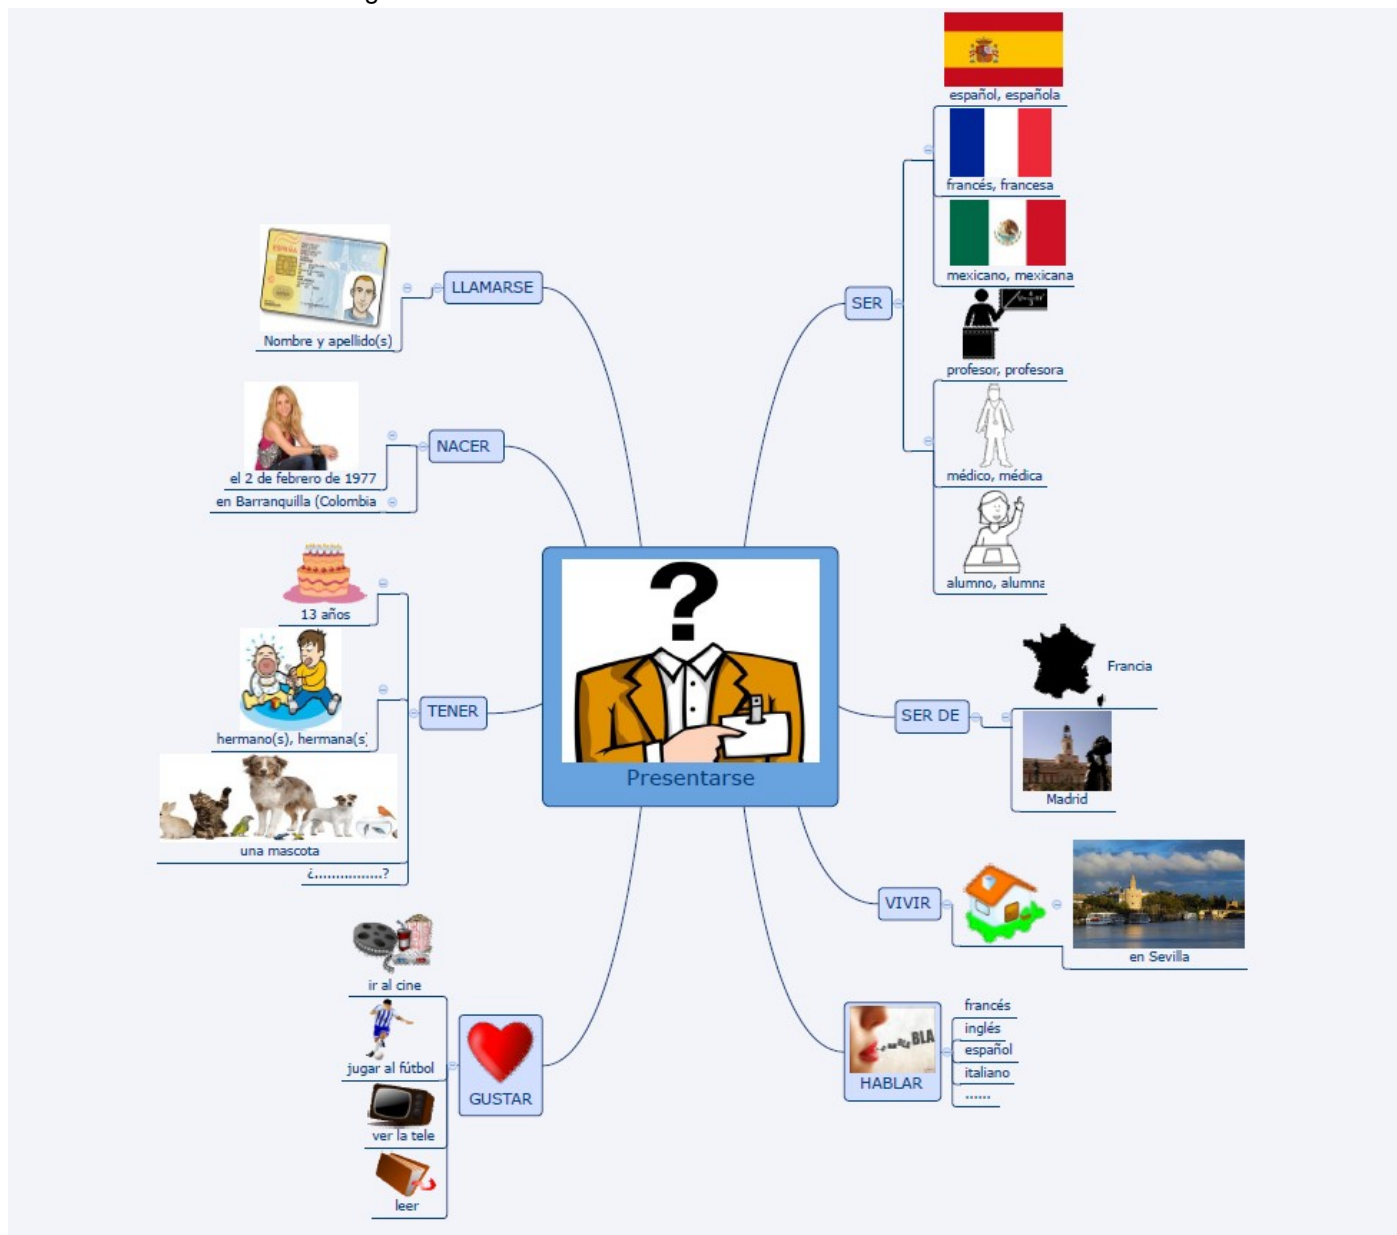 g
LLAMARSE
Nombre y apellido(s)
NACER
el 2 de febrero de 1977
en Barranquilla (Colombia
TENER
13 años
hermano(s), hermana(s)
una mascota
¿................?
GUSTAR
ir al cine
jugar al fútbol
ver la tele
leer
Presentarse
SER
español, española
francés, francesa
mexicano, mexicana
profesor, profesora
médico, médica
alumno, alumna
SER DE
Francia
Madrid
VIVIR
en Sevilla
HABLAR
BLA
francés
inglés
español
italiano
......
ESPAÑA
?